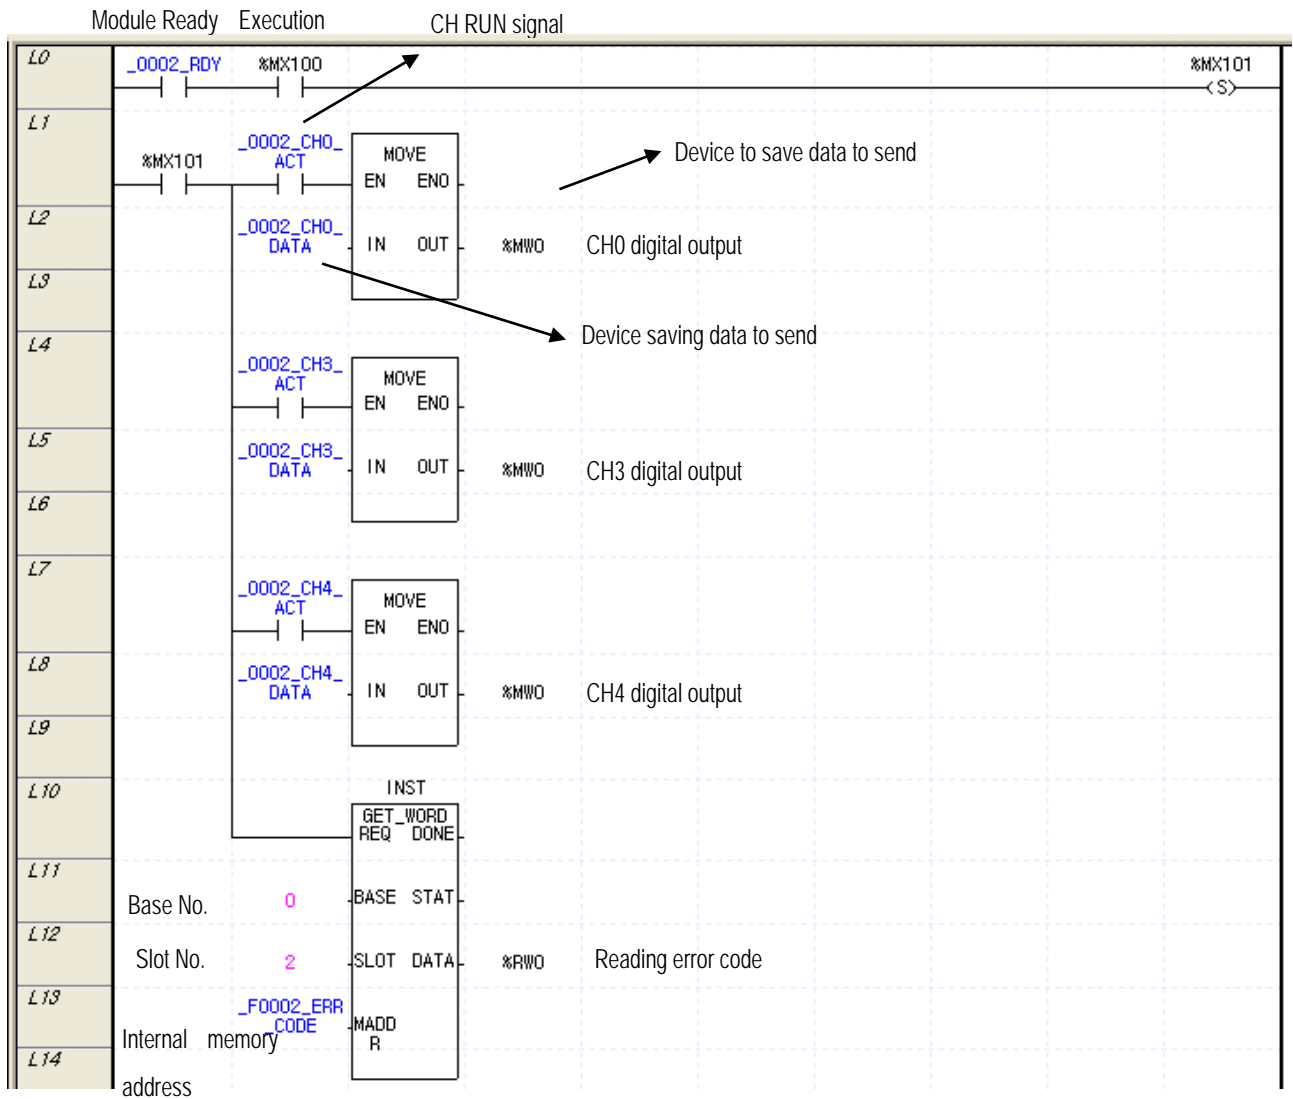 Module Ready Execution CH RUN signal
L0 _0002_RDY %MX100 %MX101
(S)
L1 _0002_CH0_
%MX101 ACT MOVE Device to save data to send
EN ENO
L2 _0002_CH0_
DATA IN OUT %MW0 CH0 digital output
L3
Device saving data to send
L4
_0002_CH3_
ACT MOVE
EN ENO
L5 _0002_CH3_
DATA IN OUT %MW0 CH3 digital output
L6
L7
_0002_CH4_
ACT MOVE
EN ENO
L8 _0002_CH4_
DATA IN OUT %MW0 CH4 digital output
L9
L10 INST
GET_WORD
REQ DONE
L11
Base No. 0 BASE STAT
L12
Slot No. 2 SLOT DATA %RW0 Reading error code
L13 _F0002_ERR
_CODE MADD
Internal memory R
L14
address